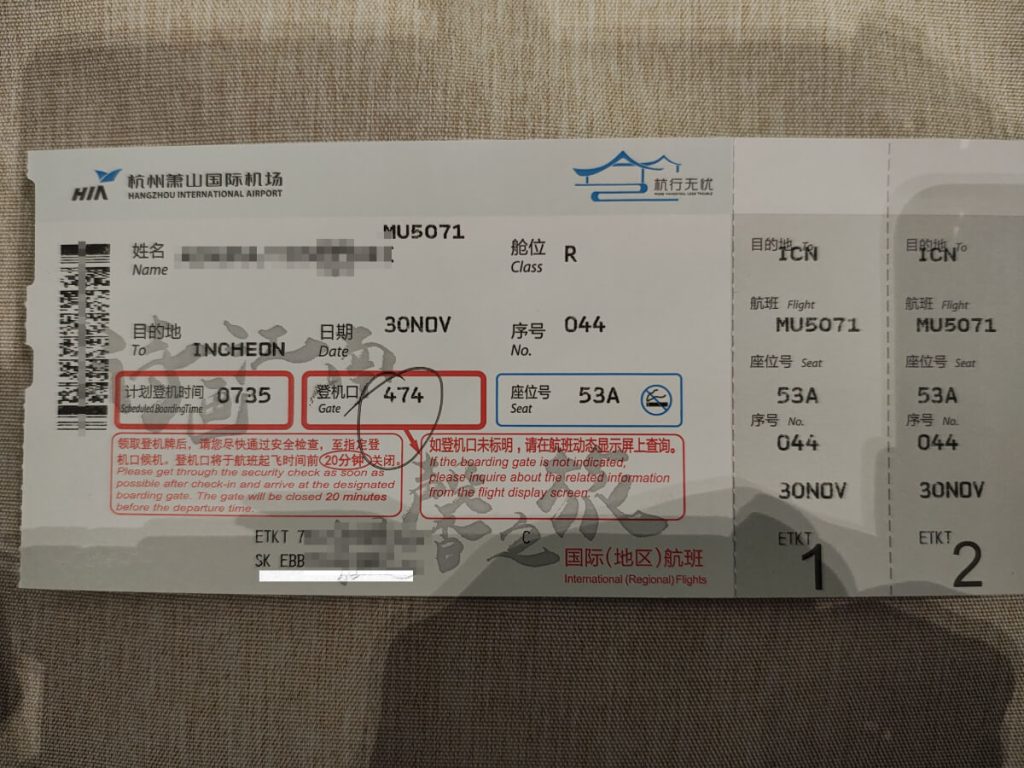 HIA 杭州萧山国际机场
HANGZHOU INTERNATIONAL AIRPORT
杭行无忧
MU5071
姓名
Name
舱位 R
Class
目的地
To INCHEON
日期 30NOV
Date
序号 044
No.
计划登机时间 0735
Scheduled Boarding Time
登机口 474
Gate
座位号 53A
Seat
领取登机牌后，请您尽快通过安全检查，至指定登
机口候机。登机口将于航班起飞时间前20分钟关闭。
Please get through the security check as soon as
possible after check-in and arrive at the designated
boarding gate. The gate will be closed 20 minutes
before the departure time.
如登机口未标明，请在航班动态显示屏上查询。
If the boarding gate is not indicated,
please inquire about the related information
from the flight display screen.
馨之旅
ETKT 7
C
SK EBB
国际(地区)航班
International (Regional) Flights
目的地 To
ICN
航班 Flight
MU5071
座位号 Seat
53A
序号 No.
044
30NOV
ETKT
1
目的地 To
ICN
航班 Flight
MU5071
座位号 Seat
53A
序号 No.
044
30NOV
ETKT
2